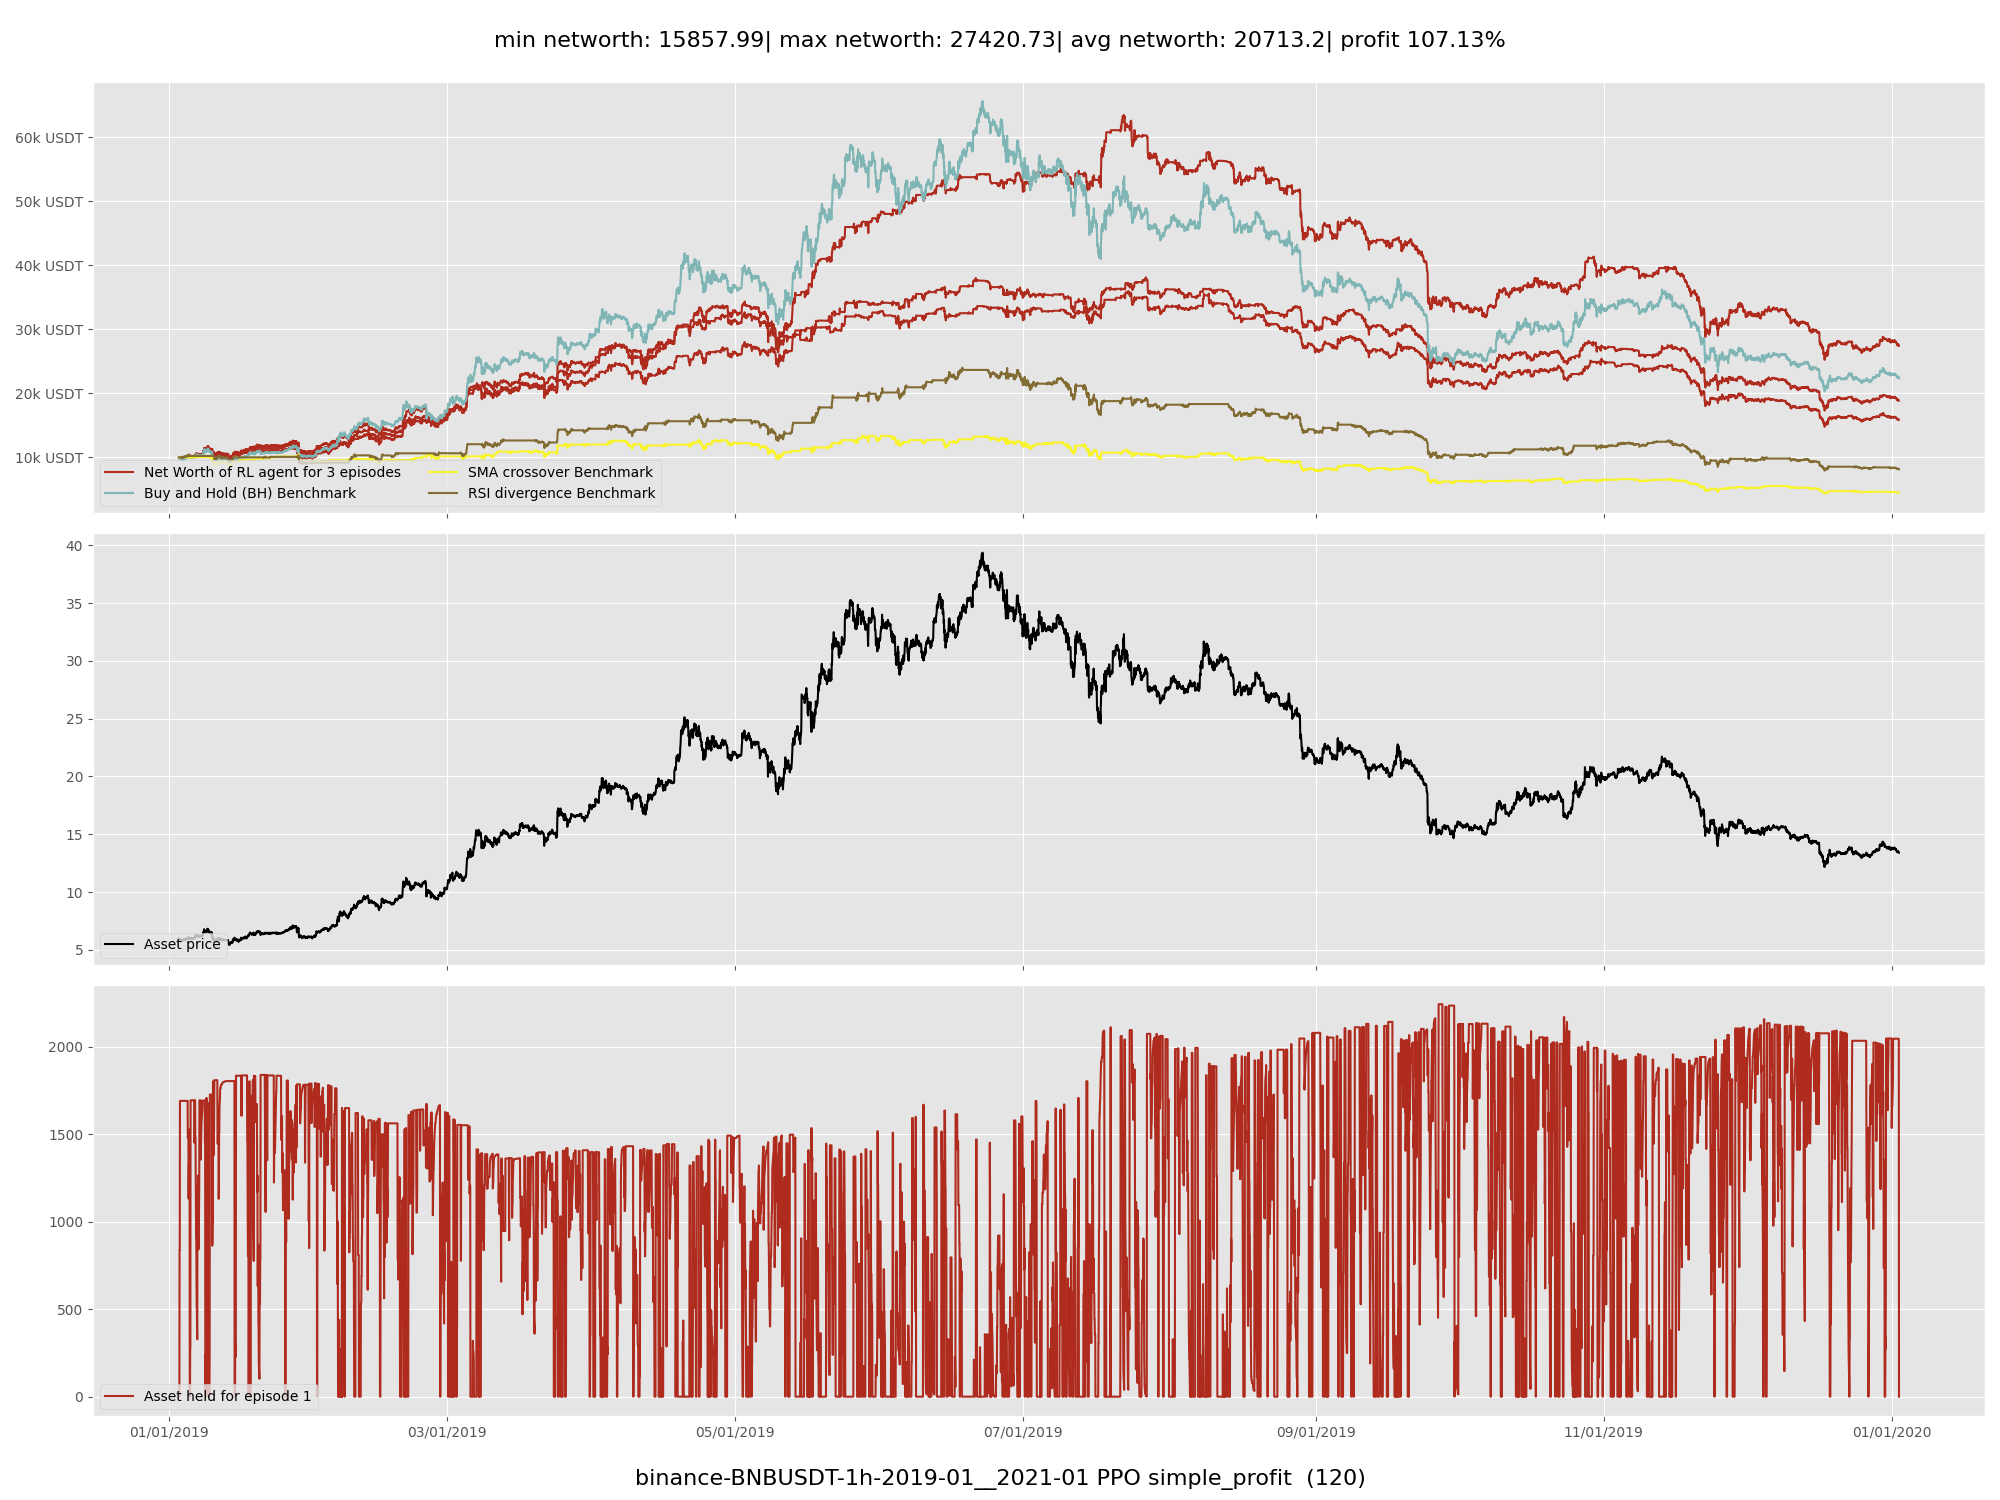 min networth: 15857.99| max networth: 27420.73| avg networth: 20713.2| profit 107.13%
60k USDT
50k USDT
40k USDT
30k USDT
20k USDT
10k USDT
Net Worth of RL agent for 3 episodes
Buy and Hold (BH) Benchmark
SMA crossover Benchmark
RSI divergence Benchmark
40
35
30
25
20
15
10
5
Asset price
2000
1500
1000
500
0
Asset held for episode 1
01/01/2019
03/01/2019
05/01/2019
07/01/2019
09/01/2019
11/01/2019
01/01/2020
binance-BNBUSDT-1h-2019-01__2021-01 PPO simple_profit  (120)